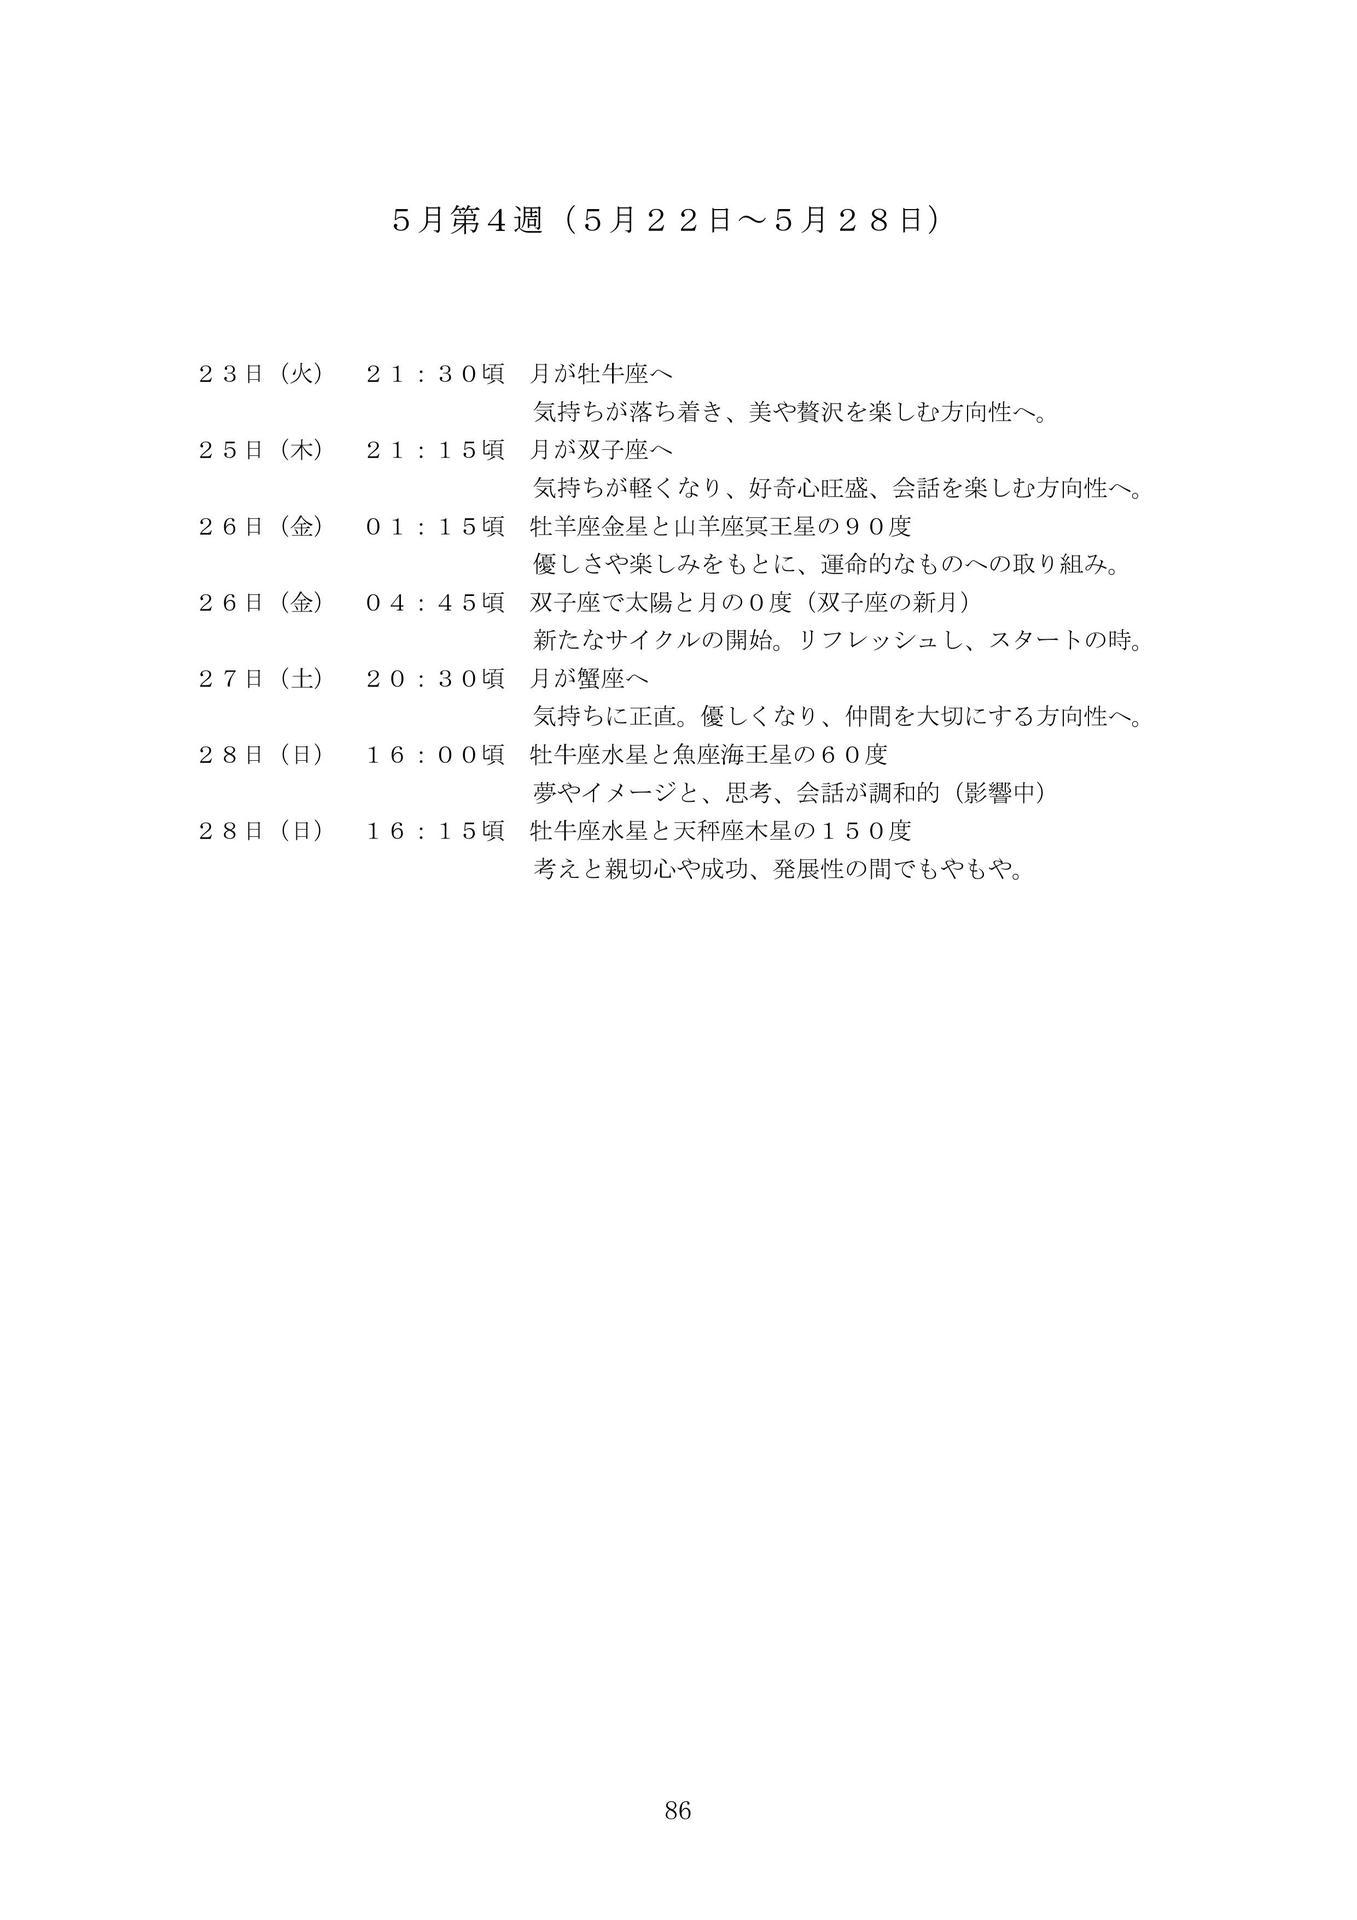 ５月第４週（５月２２日～５月２８日）
２３日（火）　２１：３０頃　月が牡牛座へ
気持ちが落ち着き、美や贅沢を楽しむ方向性へ。
２５日（木）　２１：１５頃　月が双子座へ
気持ちが軽くなり、好奇心旺盛、会話を楽しむ方向性へ。
２６日（金）　０１：１５頃　牡羊座金星と山羊座冥王星の９０度
優しさや楽しみをもとに、運命的なものへの取り組み。
２６日（金）　０４：４５頃　双子座で太陽と月の０度（双子座の新月）
新たなサイクルの開始。リフレッシュし、スタートの時。
２７日（土）　２０：３０頃　月が蟹座へ
気持ちに正直。優しくなり、仲間を大切にする方向性へ。
２８日（日）　１６：００頃　牡牛座水星と魚座海王星の６０度
夢やイメージと、思考、会話が調和的（影響中）
２８日（日）　１６：１５頃　牡牛座水星と天秤座木星の１５０度
考えと親切心や成功、発展性の間でもやもや。
86